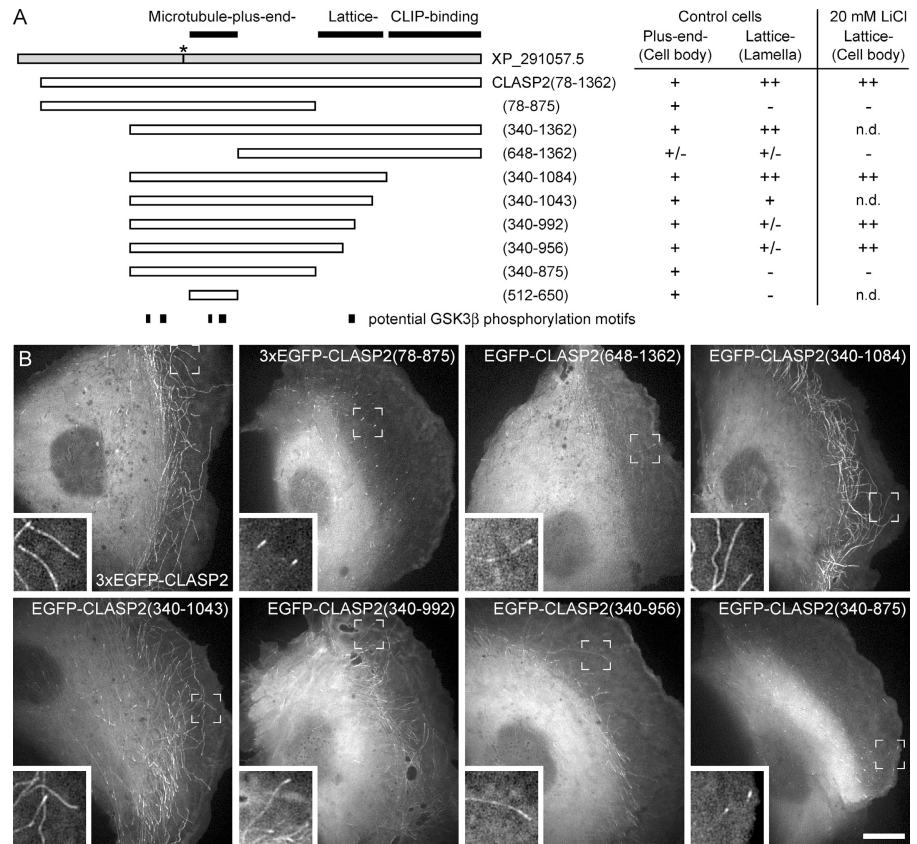 A
Microtubule-plus-end-
Lattice-
CLIP-binding
Control cells
20 mM LiCl
Plus-end-
(Cell body)
Lattice-
(Lamella)
Lattice-
(Cell body)
*
XP_291057.5
CLASP2(78-1362) + ++ ++
(78-875) + - -
(340-1362) + ++ n.d.
(648-1362) +/- +/- -
(340-1084) + ++ ++
(340-1043) + + n.d.
(340-992) + +/- ++
(340-956) + +/- ++
(340-875) + - -
(512-650) + - n.d.
potential GSK3β phosphorylation motifs
B
3xEGFP-CLASP2
3xEGFP-CLASP2(78-875)
EGFP-CLASP2(648-1362)
EGFP-CLASP2(340-1084)
EGFP-CLASP2(340-1043)
EGFP-CLASP2(340-992)
EGFP-CLASP2(340-956)
EGFP-CLASP2(340-875)